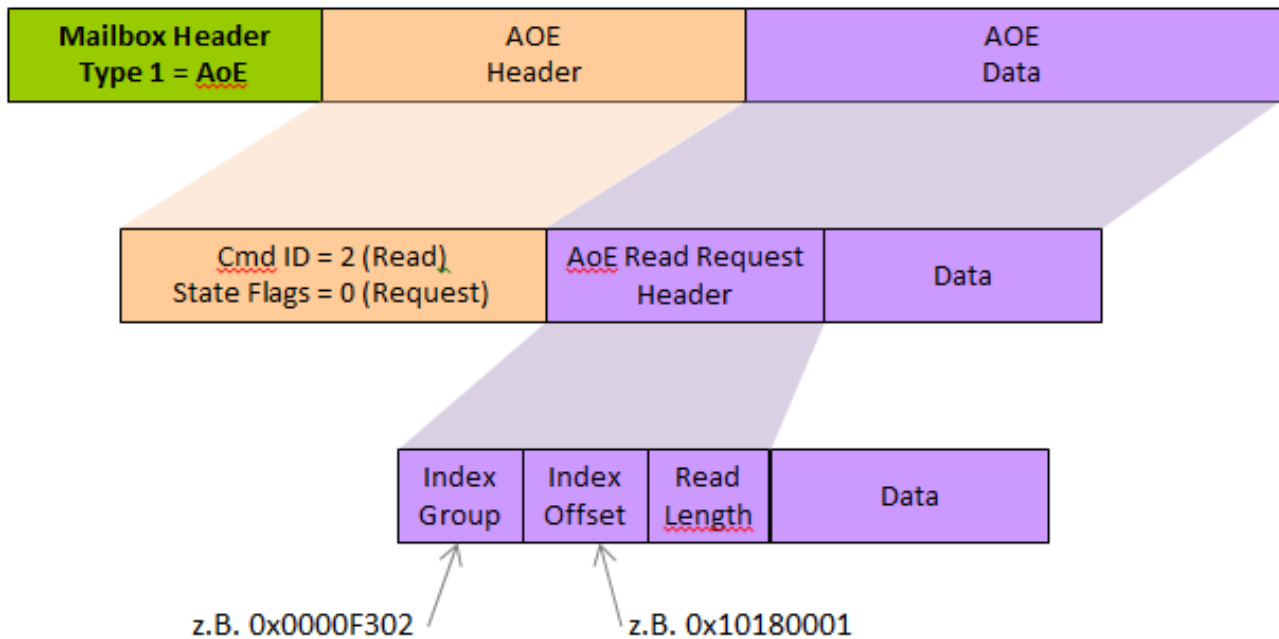 Mailbox Header
Type 1 = AoE
AOE
Header
AOE
Data
Cmd ID = 2 (Read)
State Flags = 0 (Request)
AoE Read Request
Header
Data
Index
Group
Index
Offset
Read
Length
Data
z.B. 0x0000F302
z.B. 0x10180001